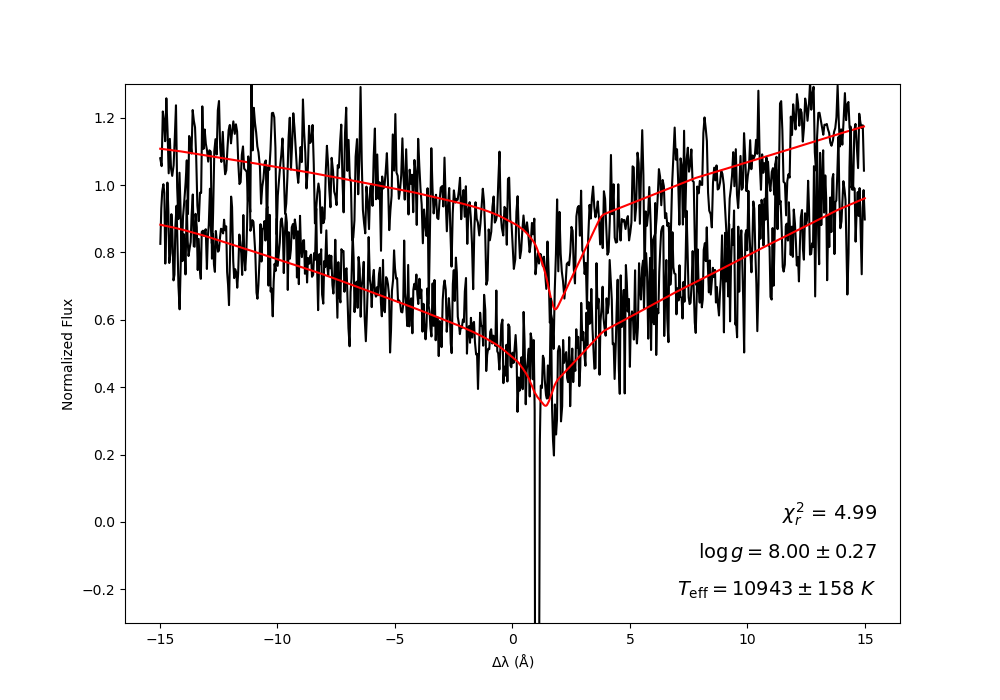 1.2
1.0
0.8
0.6
0.4
0.2
0.0
−0.2
Normalized Flux
χ²ᵣ = 4.99
log g = 8.00 ± 0.27
T_eff = 10943 ± 158 K
−15 −10 −5 0 5 10 15
Δλ (Å)